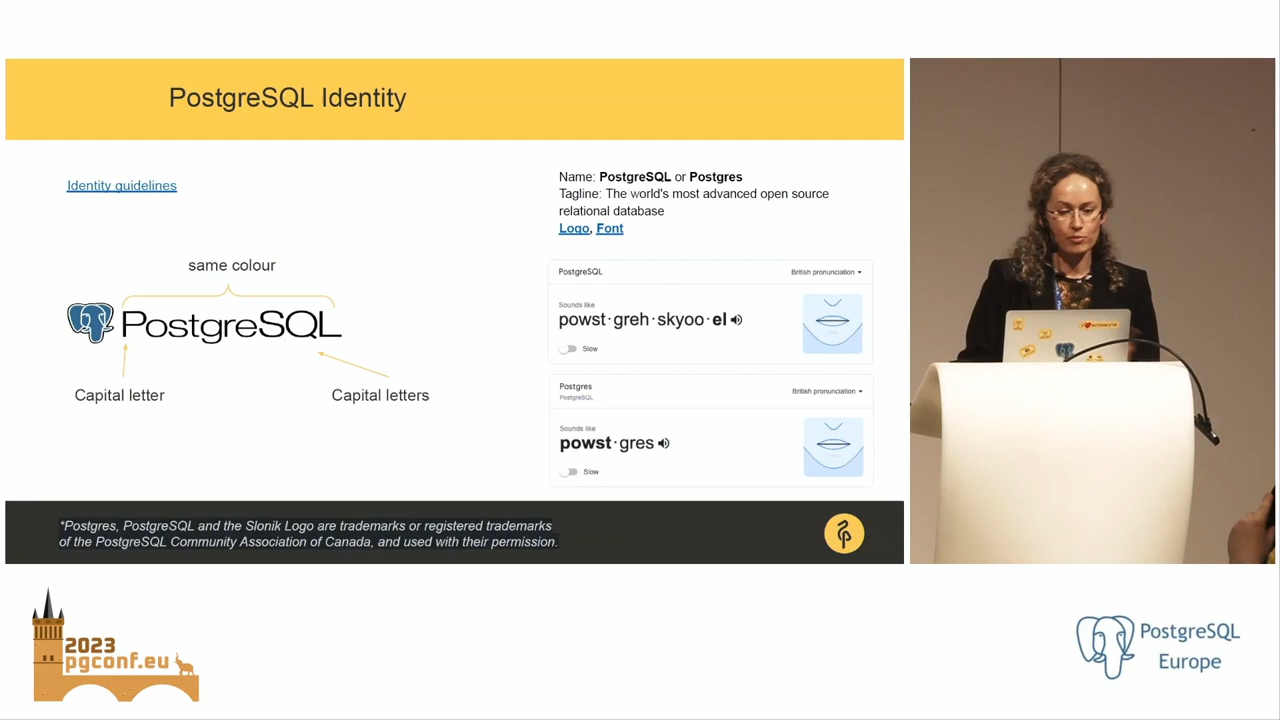 PostgreSQL Identity
Identity guidelines
same colour
PostgreSQL
Capital letter
Capital letters
Name: PostgreSQL or Postgres
Tagline: The world's most advanced open source
relational database
Logo, Font
PostgreSQL
British pronunciation
Sounds like
powst·greh·skyoo·el
Slow
Postgres
PostgreSQL
British pronunciation
Sounds like
powst·gres
Slow
*Postgres, PostgreSQL and the Slonik Logo are trademarks or registered trademarks
of the PostgreSQL Community Association of Canada, and used with their permission.
2023
pgconf.eu
PostgreSQL
Europe